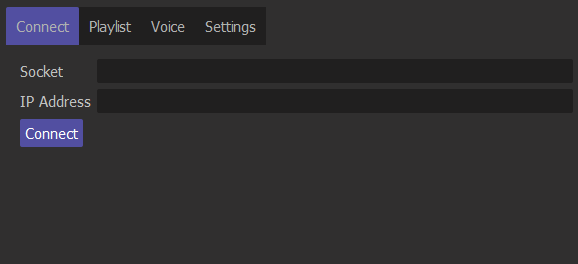 Connect Playlist Voice Settings
Socket
IP Address
Connect